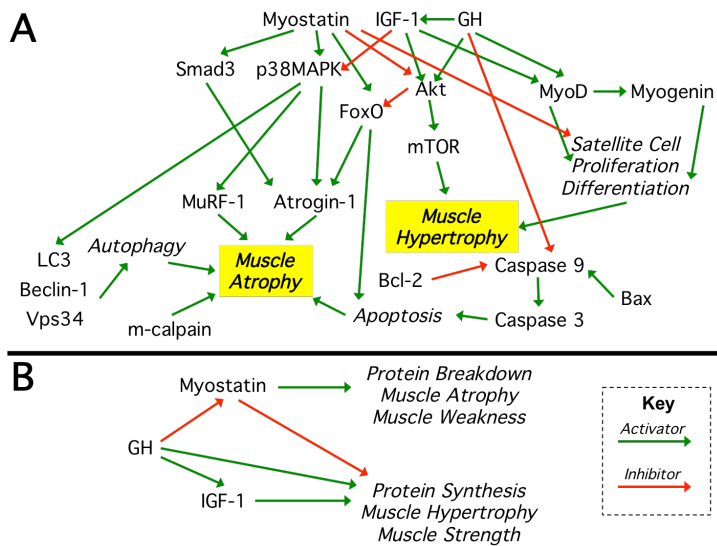 A
Myostatin IGF-1 GH
Smad3 p38MAPK
Akt
MyoD Myogenin
FoxO
mTOR
Satellite Cell
Proliferation
Differentiation
MuRF-1 Atrogin-1
Muscle
Hypertrophy
Autophagy
LC3
Beclin-1
Vps34
Muscle
Atrophy
Bcl-2
Caspase 9
Bax
m-calpain
Apoptosis
Caspase 3
B
Myostatin
Protein Breakdown
Muscle Atrophy
Muscle Weakness
GH
IGF-1
Protein Synthesis
Muscle Hypertrophy
Muscle Strength
Key
Activator
Inhibitor